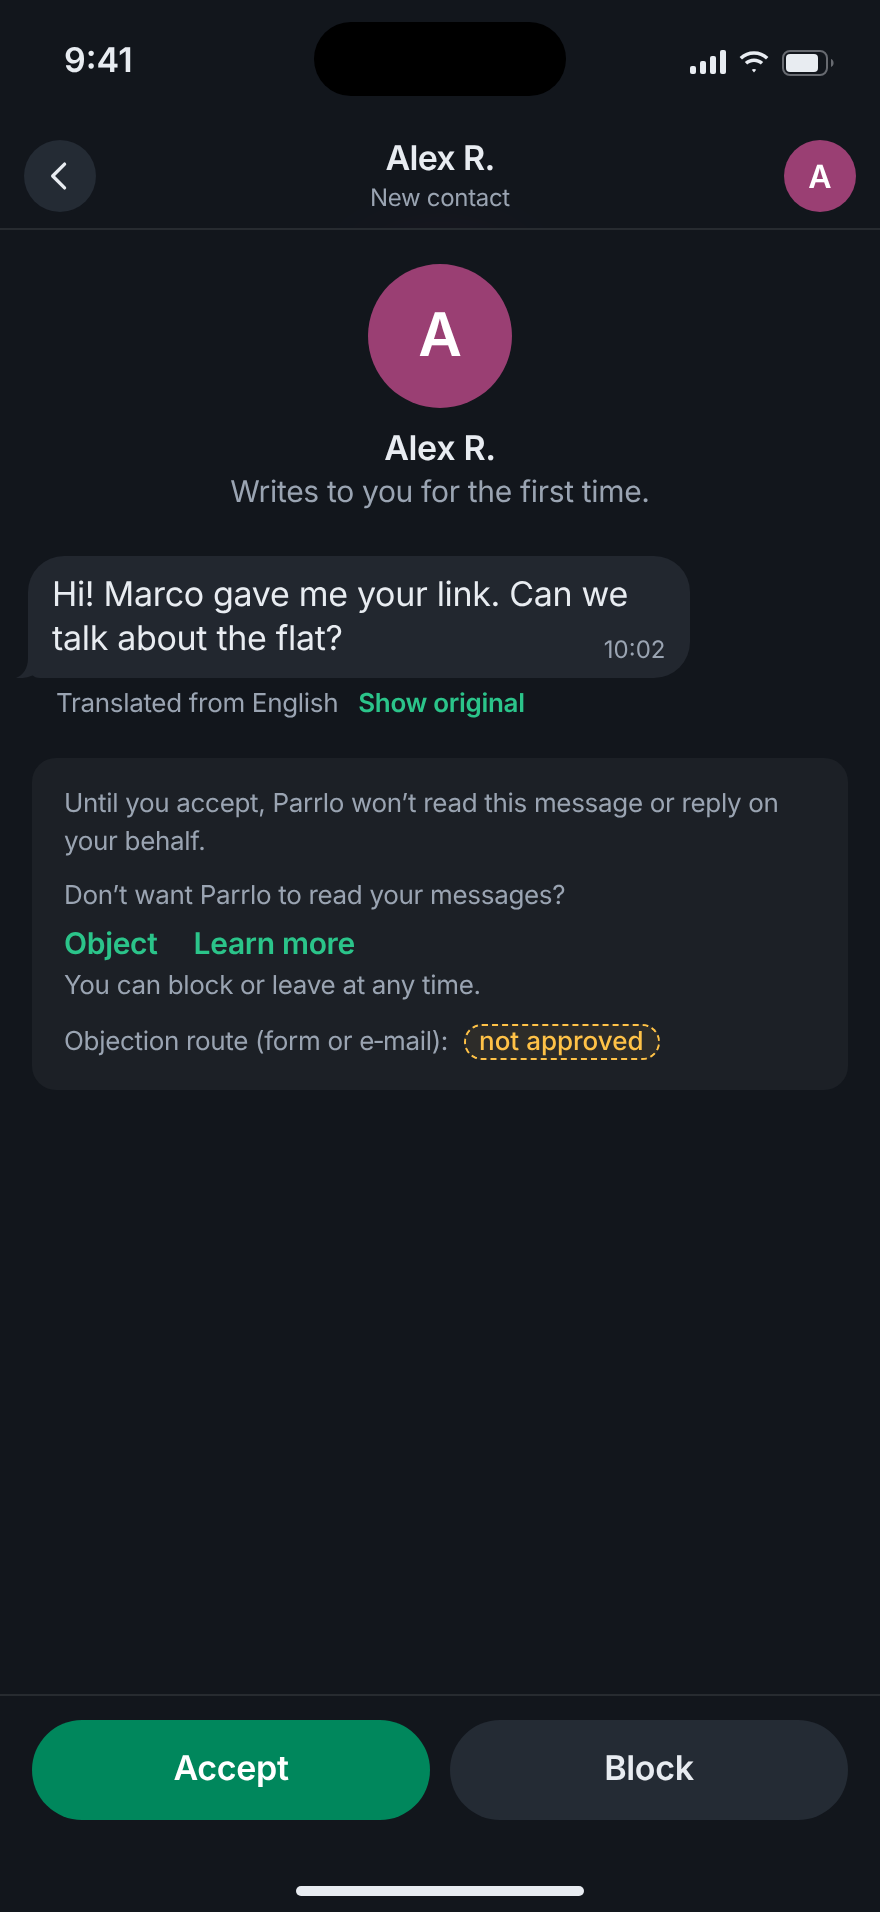 9:41
Alex R.
New contact
A
A
Alex R.
Writes to you for the first time.
Hi! Marco gave me your link. Can we
talk about the flat?
10:02
Translated from English Show original
Until you accept, Parrlo won’t read this message or reply on
your behalf.
Don’t want Parrlo to read your messages?
Object Learn more
You can block or leave at any time.
Objection route (form or e-mail): not approved
Accept
Block